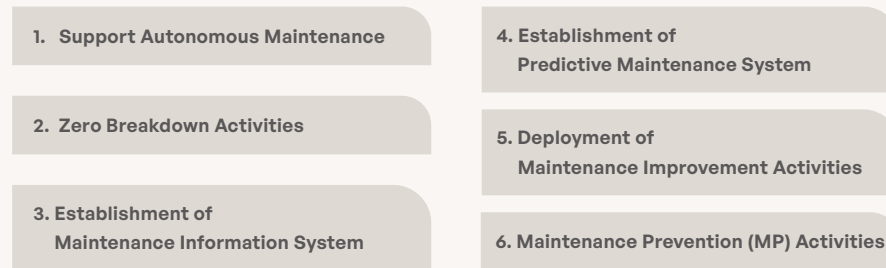 1. Support Autonomous Maintenance
2. Zero Breakdown Activities
3. Establishment of
Maintenance Information System
4. Establishment of
Predictive Maintenance System
5. Deployment of
Maintenance Improvement Activities
6. Maintenance Prevention (MP) Activities